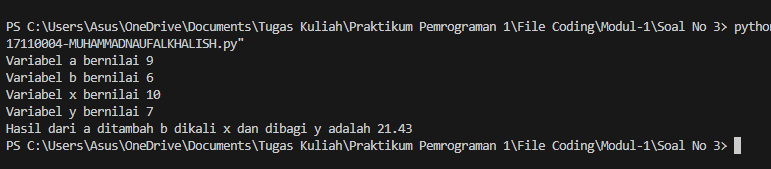 PS C:\Users\Asus\OneDrive\Documents\Tugas Kuliah\Praktikum Pemrograman 1\File Coding\Modul-1\Soal No 3> python
17110004-MUHAMMADNAUFALKHALISH.py"
Variabel a bernilai 9
Variabel b bernilai 6
Variabel x bernilai 10
Variabel y bernilai 7
Hasil dari a ditambah b dikali x dan dibagi y adalah 21.43
PS C:\Users\Asus\OneDrive\Documents\Tugas Kuliah\Praktikum Pemrograman 1\File Coding\Modul-1\Soal No 3>